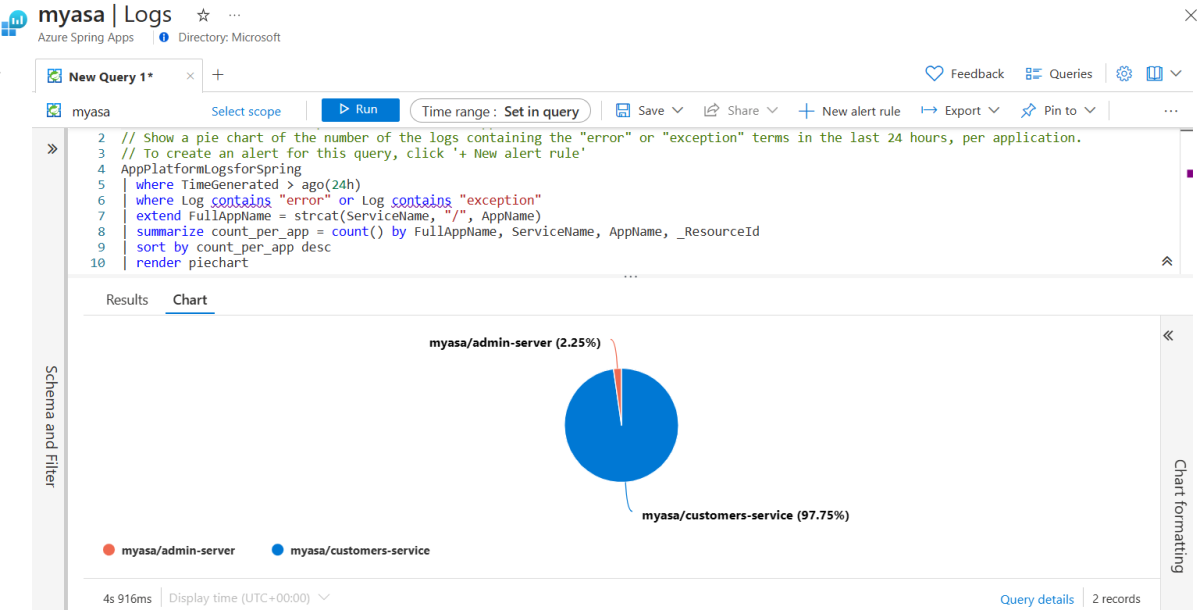 myasa | Logs
Azure Spring Apps Directory: Microsoft
New Query 1*
Feedback Queries
myasa Select scope Run Time range : Set in query Save Share New alert rule Export Pin to
2 // Show a pie chart of the number of the logs containing the "error" or "exception" terms in the last 24 hours, per application.
3 // To create an alert for this query, click '+ New alert rule'
4 AppPlatformLogsforSpring
5 | where TimeGenerated > ago(24h)
6 | where Log contains "error" or Log contains "exception"
7 | extend FullAppName = strcat(ServiceName, "/", AppName)
8 | summarize count_per_app = count() by FullAppName, ServiceName, AppName, _ResourceId
9 | sort by count_per_app desc
10 | render piechart
Schema and Filter
Results Chart
myasa/admin-server (2.25%)
myasa/customers-service (97.75%)
myasa/admin-server myasa/customers-service
Chart formatting
4s 916ms Display time (UTC+00:00) Query details 2 records